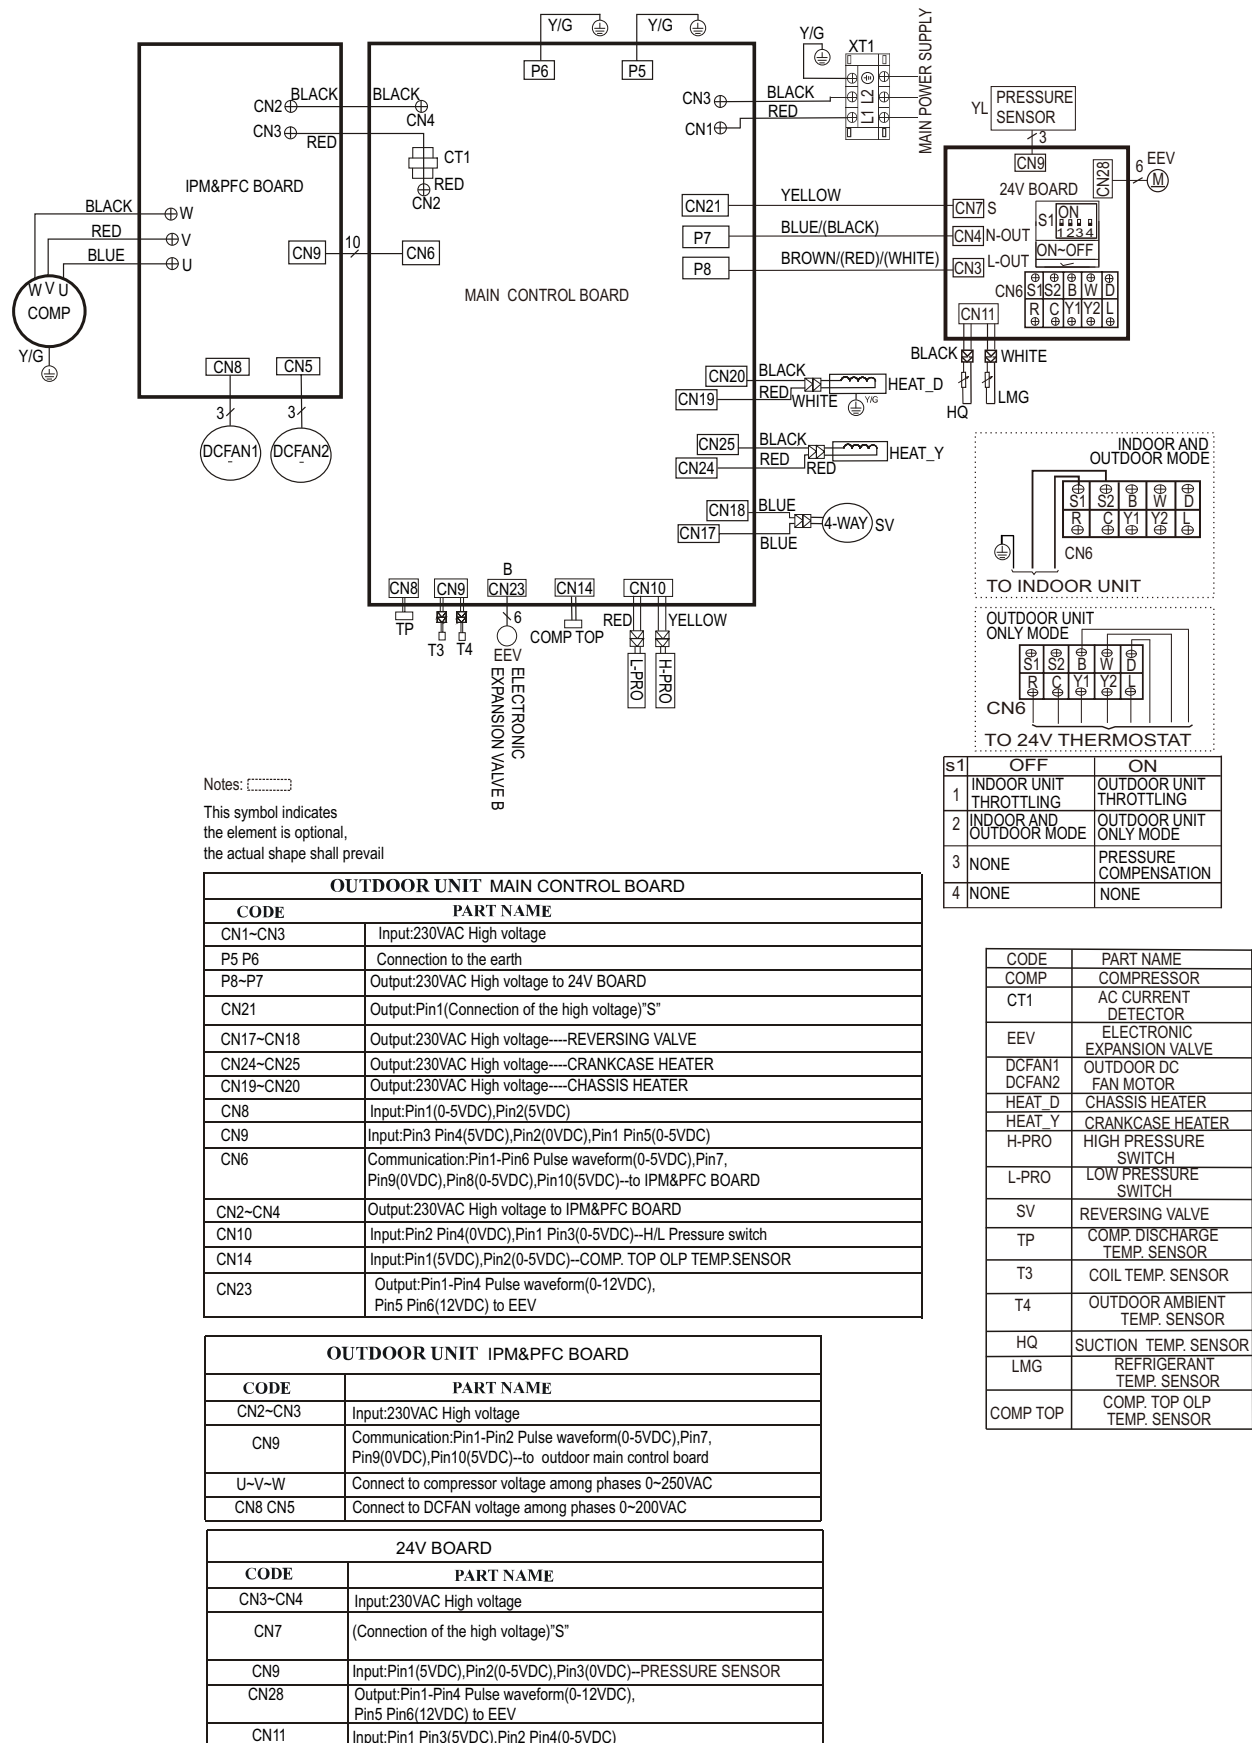 Y/G
Y/G
P6
P5
Y/G
XT1
L1 L2
MAIN POWER SUPPLY
BLACK
CN2
BLACK
CN4
CN3
RED
CT1
RED
CN2
CN3
BLACK
CN1
RED
YL
PRESSURE
SENSOR
3
CN9
CN28
6
EEV
M
24V BOARD
S1
ON
1234
ON~OFF
IPM&PFC BOARD
BLACK
W
RED
V
BLUE
U
W V U
COMP
Y/G
CN9
10
CN6
MAIN CONTROL BOARD
CN21
YELLOW
CN7 S
P7
BLUE/(BLACK)
CN4 N-OUT
P8
BROWN/(RED)/(WHITE)
CN3 L-OUT
CN6
S1 S2 B W D
R C Y1 Y2 L
CN11
BLACK
WHITE
HQ
LMG
CN8
CN5
3
3
DCFAN1
~
DCFAN2
~
CN20
BLACK
HEAT_D
CN19
RED
WHITE
Y/G
CN25
BLACK
HEAT_Y
CN24
RED
RED
CN18
BLUE
4-WAY
SV
CN17
BLUE
CN8
CN9
B
CN23
CN14
CN10
TP
T3
T4
6
EEV
ELECTRONIC
EXPANSION VALVE B
COMP TOP
RED
YELLOW
L-PRO
H-PRO
INDOOR AND
OUTDOOR MODE
S1 S2 B W D
R C Y1 Y2 L
CN6
TO INDOOR UNIT
OUTDOOR UNIT
ONLY MODE
S1 S2 B W D
R C Y1 Y2 L
CN6
TO 24V THERMOSTAT
s1 OFF ON
1 INDOOR UNIT THROTTLING OUTDOOR UNIT THROTTLING
2 INDOOR AND OUTDOOR MODE OUTDOOR UNIT ONLY MODE
3 NONE PRESSURE COMPENSATION
4 NONE NONE
Notes:
This symbol indicates
the element is optional,
the actual shape shall prevail
OUTDOOR UNIT MAIN CONTROL BOARD
CODE PART NAME
CN1~CN3 Input:230VAC High voltage
P5 P6 Connection to the earth
P8~P7 Output:230VAC High voltage to 24V BOARD
CN21 Output:Pin1(Connection of the high voltage)"S"
CN17~CN18 Output:230VAC High voltage----REVERSING VALVE
CN24~CN25 Output:230VAC High voltage----CRANKCASE HEATER
CN19~CN20 Output:230VAC High voltage----CHASSIS HEATER
CN8 Input:Pin1(0-5VDC),Pin2(5VDC)
CN9 Input:Pin3 Pin4(5VDC),Pin2(0VDC),Pin1 Pin5(0-5VDC)
CN6 Communication:Pin1-Pin6 Pulse waveform(0-5VDC),Pin7,
Pin9(0VDC),Pin8(0-5VDC),Pin10(5VDC)--to IPM&PFC BOARD
CN2~CN4 Output:230VAC High voltage to IPM&PFC BOARD
CN10 Input:Pin2 Pin4(0VDC),Pin1 Pin3(0-5VDC)--H/L Pressure switch
CN14 Input:Pin1(5VDC),Pin2(0-5VDC)--COMP. TOP OLP TEMP.SENSOR
CN23 Output:Pin1-Pin4 Pulse waveform(0-12VDC),
Pin5 Pin6(12VDC) to EEV
CODE PART NAME
COMP COMPRESSOR
CT1 AC CURRENT DETECTOR
EEV ELECTRONIC EXPANSION VALVE
DCFAN1 OUTDOOR DC
DCFAN2 FAN MOTOR
HEAT_D CHASSIS HEATER
HEAT_Y CRANKCASE HEATER
H-PRO HIGH PRESSURE SWITCH
L-PRO LOW PRESSURE SWITCH
SV REVERSING VALVE
TP COMP. DISCHARGE TEMP. SENSOR
T3 COIL TEMP. SENSOR
T4 OUTDOOR AMBIENT TEMP. SENSOR
HQ SUCTION TEMP. SENSOR
LMG REFRIGERANT TEMP. SENSOR
COMP TOP COMP. TOP OLP TEMP. SENSOR
OUTDOOR UNIT IPM&PFC BOARD
CODE PART NAME
CN2~CN3 Input:230VAC High voltage
CN9 Communication:Pin1-Pin2 Pulse waveform(0-5VDC),Pin7,
Pin9(0VDC),Pin10(5VDC)--to outdoor main control board
U~V~W Connect to compressor voltage among phases 0~250VAC
CN8 CN5 Connect to DCFAN voltage among phases 0~200VAC
24V BOARD
CODE PART NAME
CN3~CN4 Input:230VAC High voltage
CN7 (Connection of the high voltage)"S"
CN9 Input:Pin1(5VDC),Pin2(0-5VDC),Pin3(0VDC)--PRESSURE SENSOR
CN28 Output:Pin1-Pin4 Pulse waveform(0-12VDC),
Pin5 Pin6(12VDC) to EEV
CN11 Input:Pin1 Pin3(5VDC),Pin2 Pin4(0-5VDC)